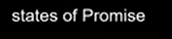 states of Promise